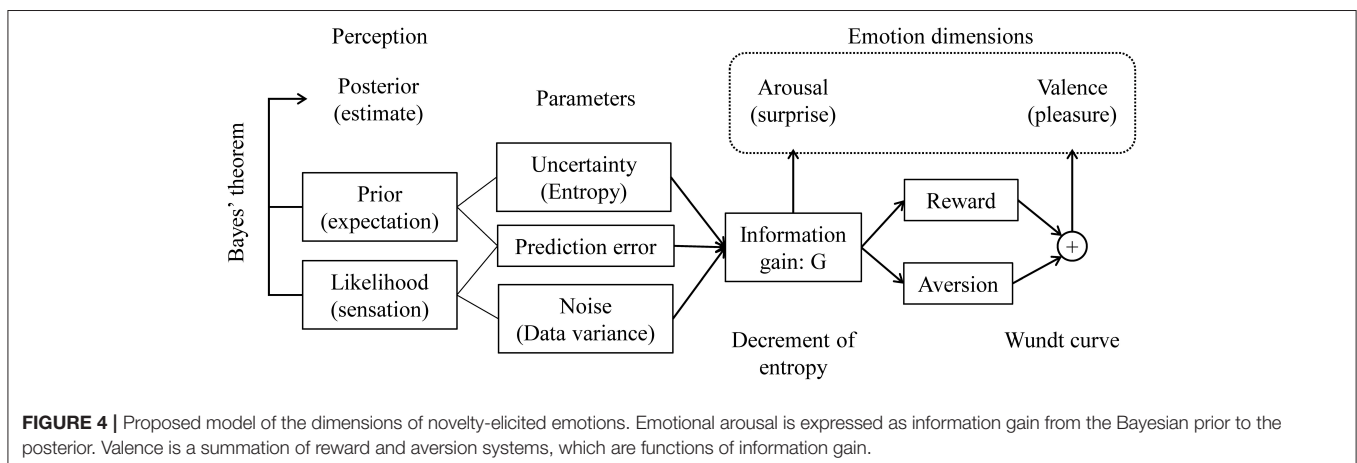 Perception
Emotion dimensions
Posterior
(estimate)
Parameters
Arousal
(surprise)
Valence
(pleasure)
Bayes' theorem
Prior
(expectation)
Likelihood
(sensation)
Uncertainty
(Entropy)
Prediction error
Noise
(Data variance)
Information
gain: G
Reward
Aversion
+
Decrement of
entropy
Wundt curve
FIGURE 4 | Proposed model of the dimensions of novelty-elicited emotions. Emotional arousal is expressed as information gain from the Bayesian prior to the
posterior. Valence is a summation of reward and aversion systems, which are functions of information gain.